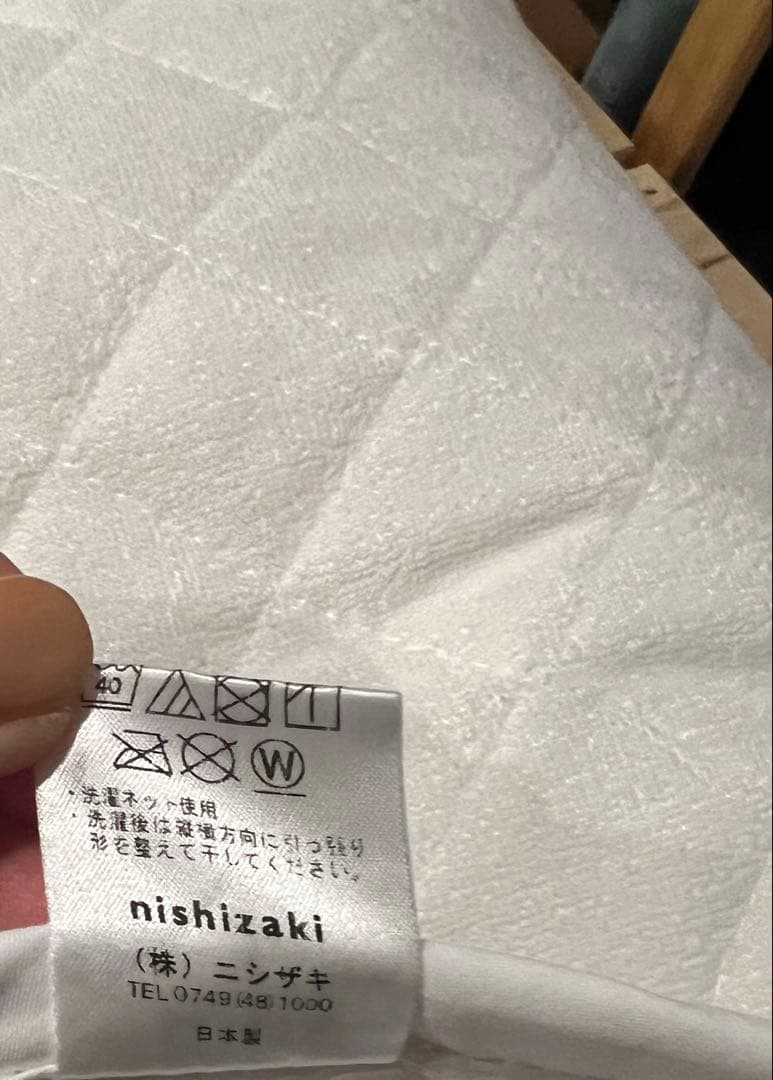 40
W
・洗濯ネット使用
・洗濯後は縦横方向に引っ張り
形を整えて干してください。
nishizaki
(株)ニシザキ
TEL 0749(48)1000
日本製